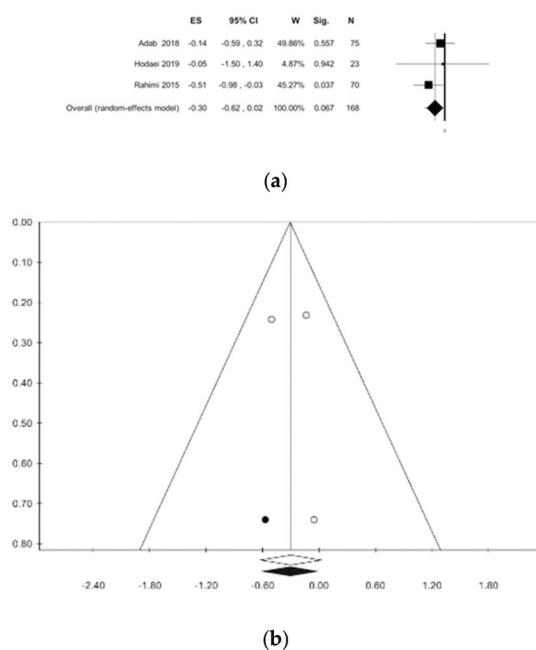 ES 95% CI W Sig. N
Adab 2018 -0.14 -0.59 , 0.32 49.86% 0.557 75
Hodaei 2019 -0.05 -1.50 , 1.40 4.87% 0.942 23
Rahimi 2015 -0.51 -0.98 , -0.03 45.27% 0.037 70
Overall (random-effects model) -0.30 -0.62 , 0.02 100.00% 0.067 168
0
(a)
0.00
0.10
0.20
0.30
0.40
0.50
0.60
0.70
0.80
-2.40 -1.80 -1.20 -0.60 0.00 0.60 1.20 1.80
(b)